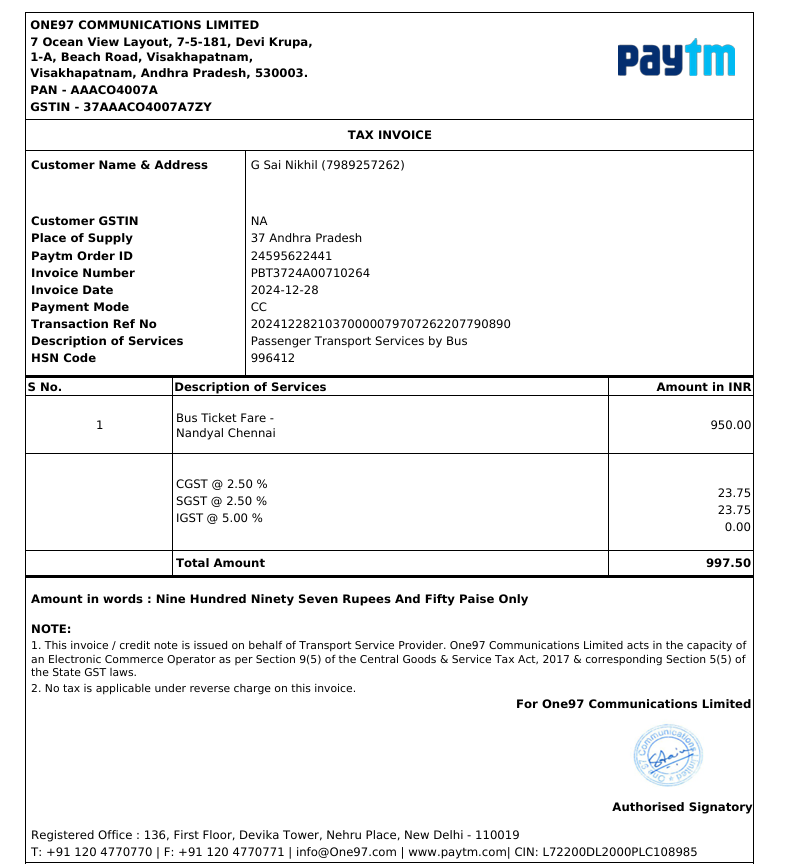 ONE97 COMMUNICATIONS LIMITED
7 Ocean View Layout, 7-5-181, Devi Krupa,
1-A, Beach Road, Visakhapatnam,
Visakhapatnam, Andhra Pradesh, 530003.
PAN - AAACO4007A
GSTIN - 37AAACO4007A7ZY
paytm
TAX INVOICE
Customer Name & Address G Sai Nikhil (7989257262)
Customer GSTIN NA
Place of Supply 37 Andhra Pradesh
Paytm Order ID 24595622441
Invoice Number PBT3724A00710264
Invoice Date 2024-12-28
Payment Mode CC
Transaction Ref No 20241228210370000079707262207790890
Description of Services Passenger Transport Services by Bus
HSN Code 996412
S No. Description of Services Amount in INR
1 Bus Ticket Fare - 950.00
Nandyal Chennai
CGST @ 2.50 % 23.75
SGST @ 2.50 % 23.75
IGST @ 5.00 % 0.00
Total Amount 997.50
Amount in words : Nine Hundred Ninety Seven Rupees And Fifty Paise Only
NOTE:
1. This invoice / credit note is issued on behalf of Transport Service Provider. One97 Communications Limited acts in the capacity of
an Electronic Commerce Operator as per Section 9(5) of the Central Goods & Service Tax Act, 2017 & corresponding Section 5(5) of
the State GST laws.
2. No tax is applicable under reverse charge on this invoice.
For One97 Communications Limited
One 97 Communications Limited
Authorised Signatory
Registered Office : 136, First Floor, Devika Tower, Nehru Place, New Delhi - 110019
T: +91 120 4770770 | F: +91 120 4770771 | info@One97.com | www.paytm.com| CIN: L72200DL2000PLC108985